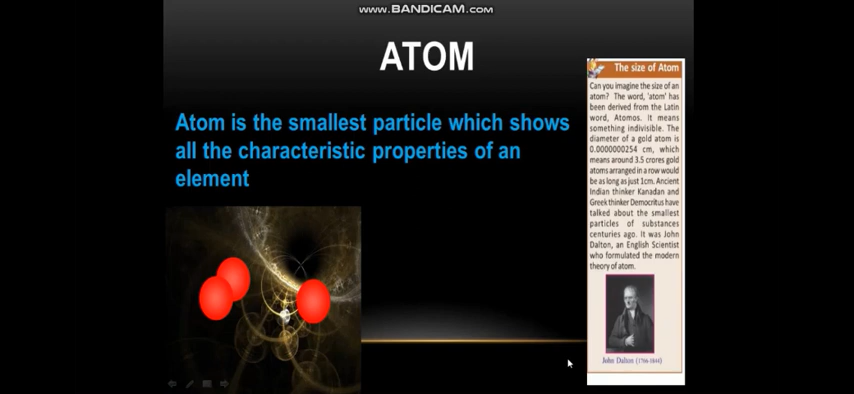 www.BANDICAM.com
ATOM
Atom is the smallest particle which shows
all the characteristic properties of an
element
The size of Atom
Can you imagine the size of an
atom? The word, 'atom' has
been derived from the Latin
word, Atomos. It means
something indivisible. The
diameter of a gold atom is
0.0000000254 cm, which
means around 3.5 crores gold
atoms arranged in a row would
be as long as just 1cm. Ancient
Indian thinker Kanadan and
Greek thinker Democritus have
talked about the smallest
particles of substances
centuries ago. It was John
Dalton, an English Scientist
who formulated the modern
theory of atom.
John Dalton (1766-1844)